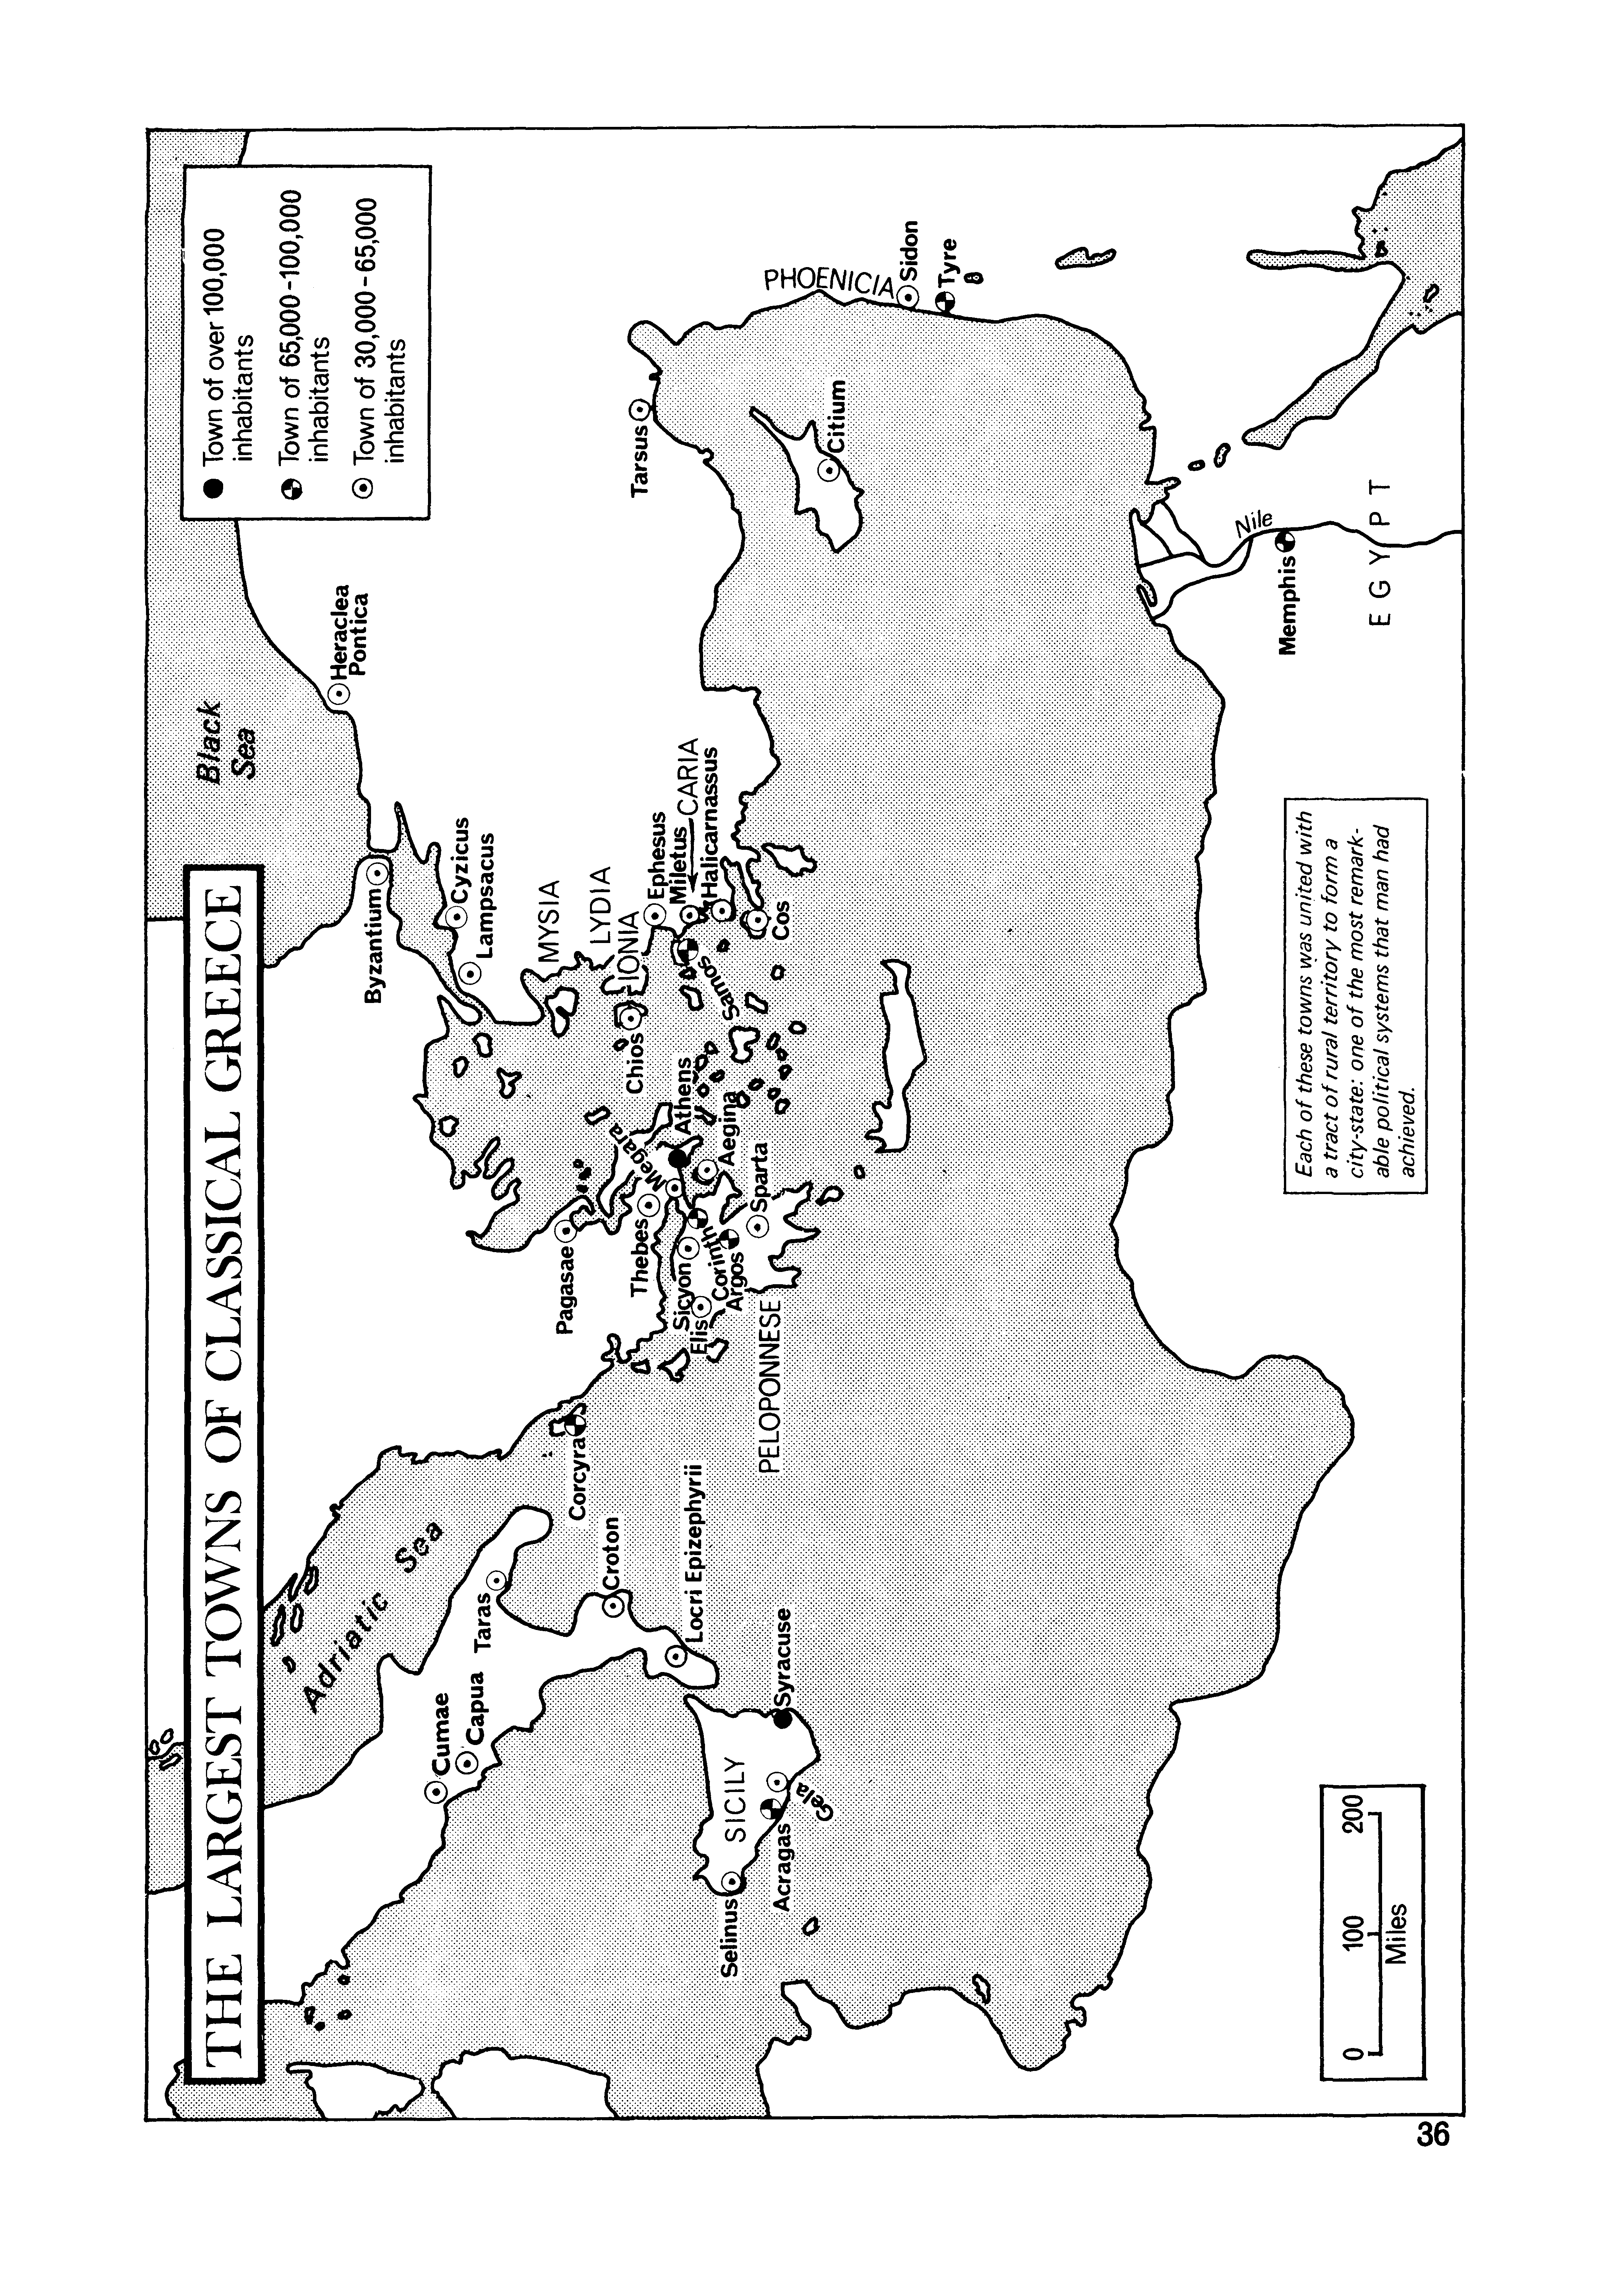 THE LARGEST TOWNS OF CLASSICAL GREECE
Town of over 100,000
inhabitants
Town of 65,000-100,000
inhabitants
Town of 30,000-65,000
inhabitants
Black
Sea
Adriatic Sea
Heraclea
Pontica
Byzantium
Cyzicus
Lampsacus
MYSIA
LYDIA
IONIA
Ephesus
Miletus
CARIA
Halicarnassus
Cos
Samos
Chios
Athens
Aegina
Megara
Sparta
Pagasae
Thebes
Sicyon
Corinth
Argos
Elis
PELOPONNESE
Corcyra
Cumae
Capua
Taras
Croton
Locri Epizephyrii
Syracuse
SICILY
Gela
Acragas
Selinus
Tarsus
Citium
PHOENICIA
Sidon
Tyre
Nile
Memphis
EGYPT
Each of these towns was united with
a tract of rural territory to form a
city-state: one of the most remark-
able political systems that man had
achieved.
0 100 200
Miles
36